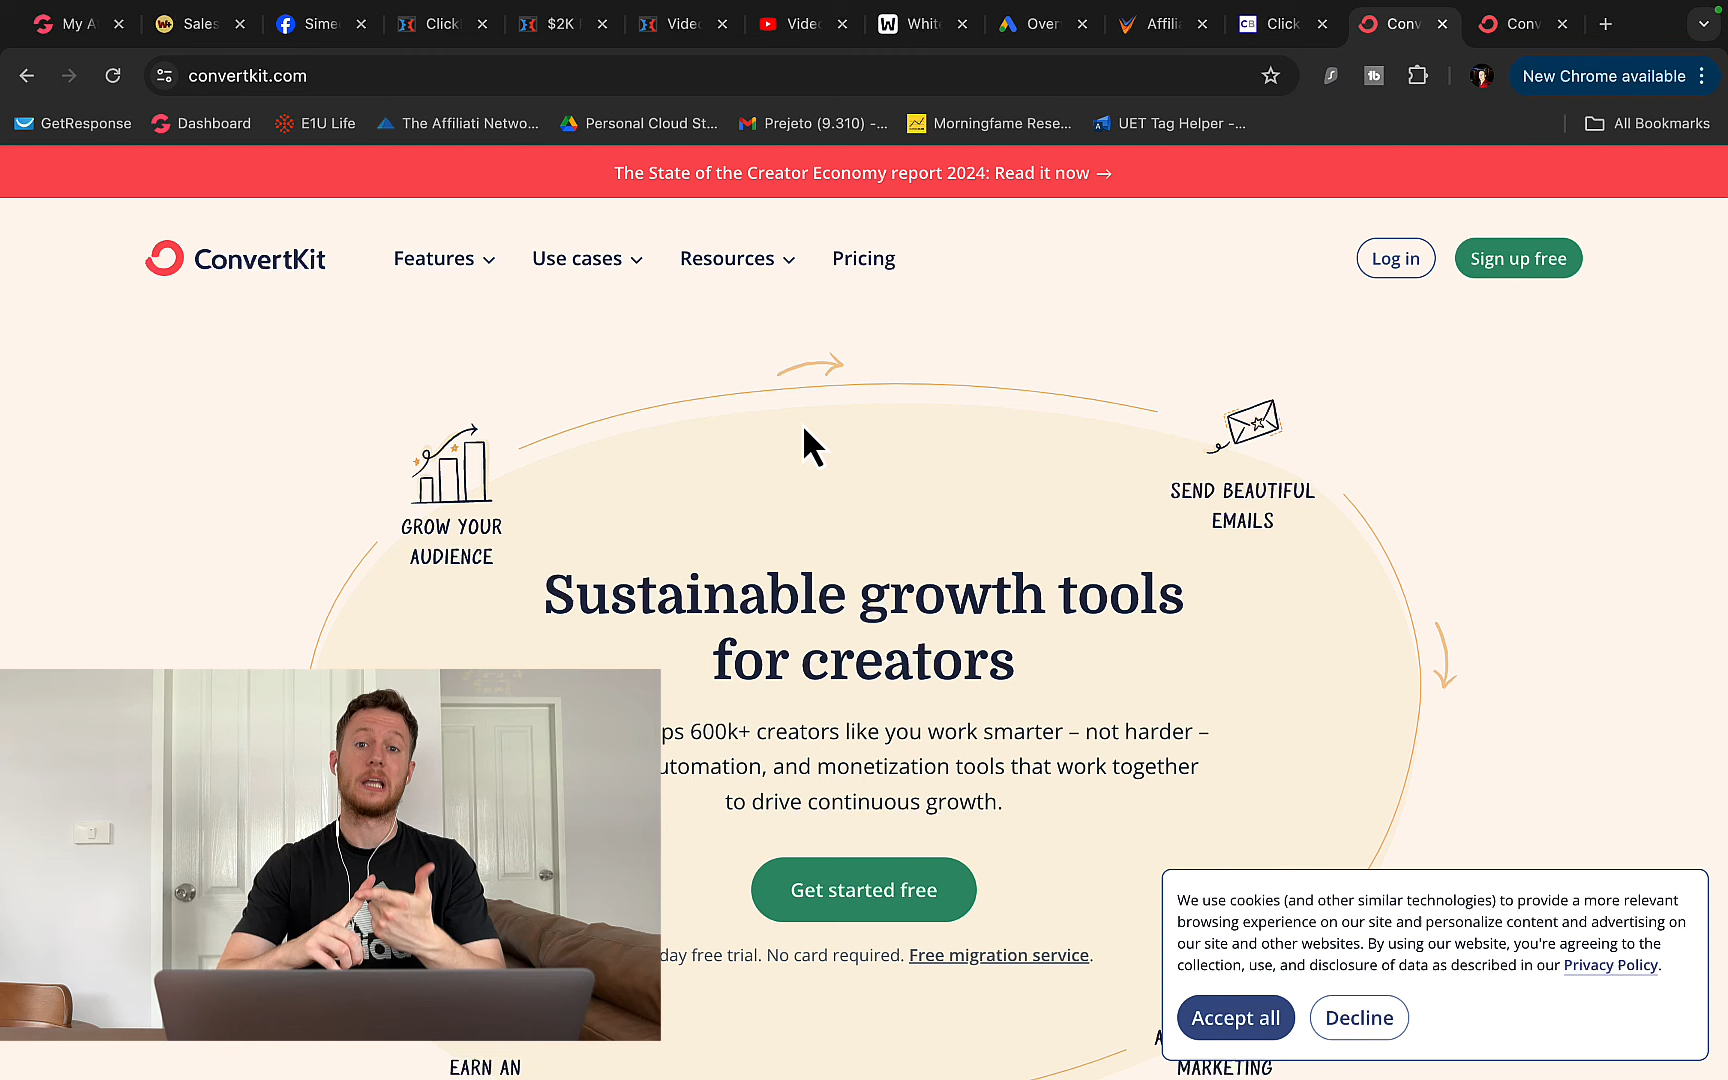 My A
Sales
Sime
Click
$2K
Video
Video
White
Over
Affilia
Click
Conv
Conv
convertkit.com
New Chrome available
GetResponse
Dashboard
E1U Life
The Affiliati Netwo...
Personal Cloud St...
Prejeto (9.310) -...
Morningfame Rese...
UET Tag Helper -...
All Bookmarks
The State of the Creator Economy report 2024: Read it now →
ConvertKit
Features
Use cases
Resources
Pricing
Log in
Sign up free
GROW YOUR
AUDIENCE
SEND BEAUTIFUL
EMAILS
Sustainable growth tools
for creators
ps 600k+ creators like you work smarter – not harder –
utomation, and monetization tools that work together
to drive continuous growth.
Get started free
day free trial. No card required. Free migration service.
We use cookies (and other similar technologies) to provide a more relevant
browsing experience on our site and personalize content and advertising on
our site and other websites. By using our website, you're agreeing to the
collection, use, and disclosure of data as described in our Privacy Policy.
Accept all
Decline
EARN AN
MARKETING